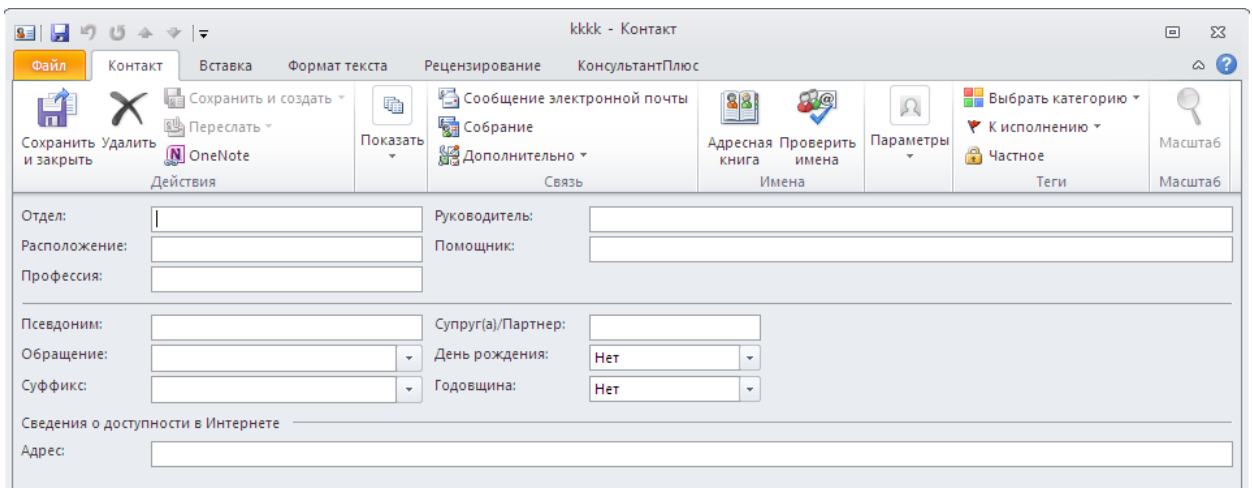 kkkk - Контакт
Файл Контакт Вставка Формат текста Рецензирование КонсультантПлюс
Сохранить и закрыть
Удалить
Сохранить и создать
Переслать
OneNote
Действия
Показать
Сообщение электронной почты
Собрание
Дополнительно
Связь
Адресная книга
Проверить имена
Имена
Параметры
Выбрать категорию
К исполнению
Частное
Теги
Масштаб
Масштаб
Отдел: Руководитель:
Расположение: Помощник:
Профессия:
Псевдоним: Супруг(а)/Партнер:
Обращение: День рождения: Нет
Суффикс: Годовщина: Нет
Сведения о доступности в Интернете
Адрес: